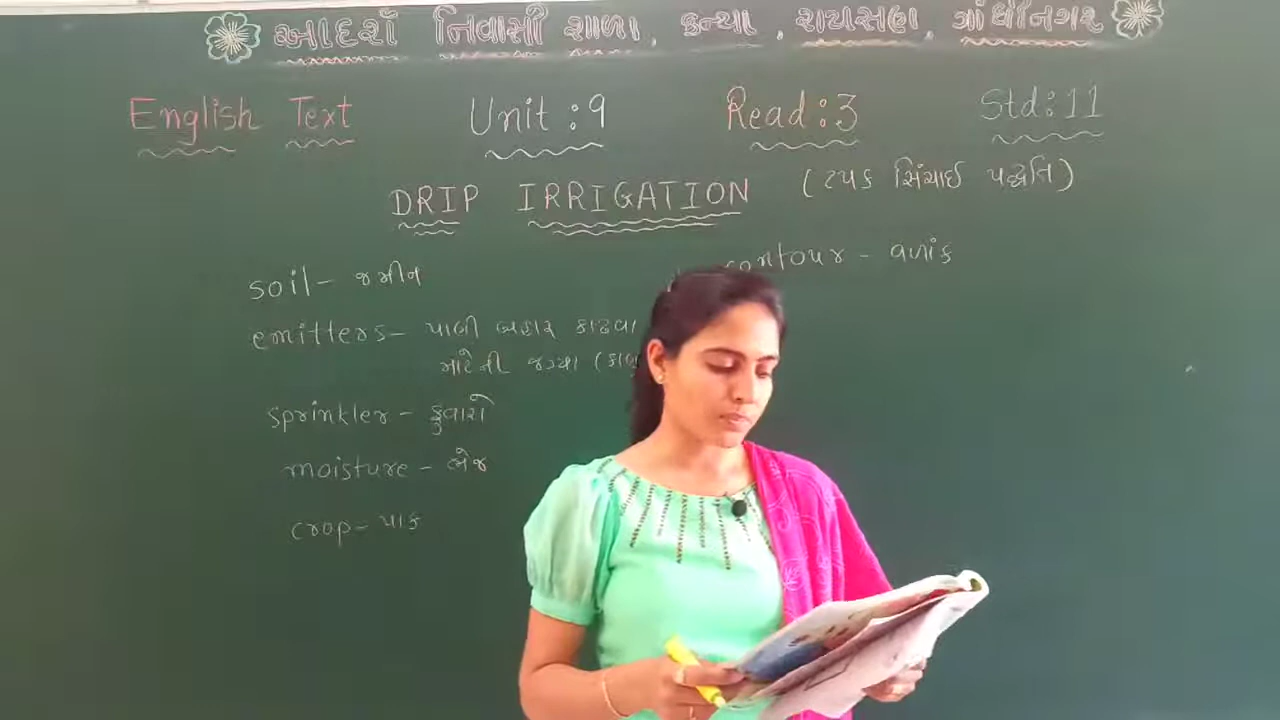 આદર્શ નિવાસી શાળા, કન્યા, રાયસણ, ગાંધીનગર
English Text Unit:9 Read:3 Std:11
DRIP IRRIGATION (ટપક સિંચાઈ પદ્ધતિ)
soil - જમીન
emitters - પાણી બહાર કાઢવા
માટેની જગ્યા
sprinkler - ફુવારો
moisture - ભેજ
crop - પાક
contour - વળાંક